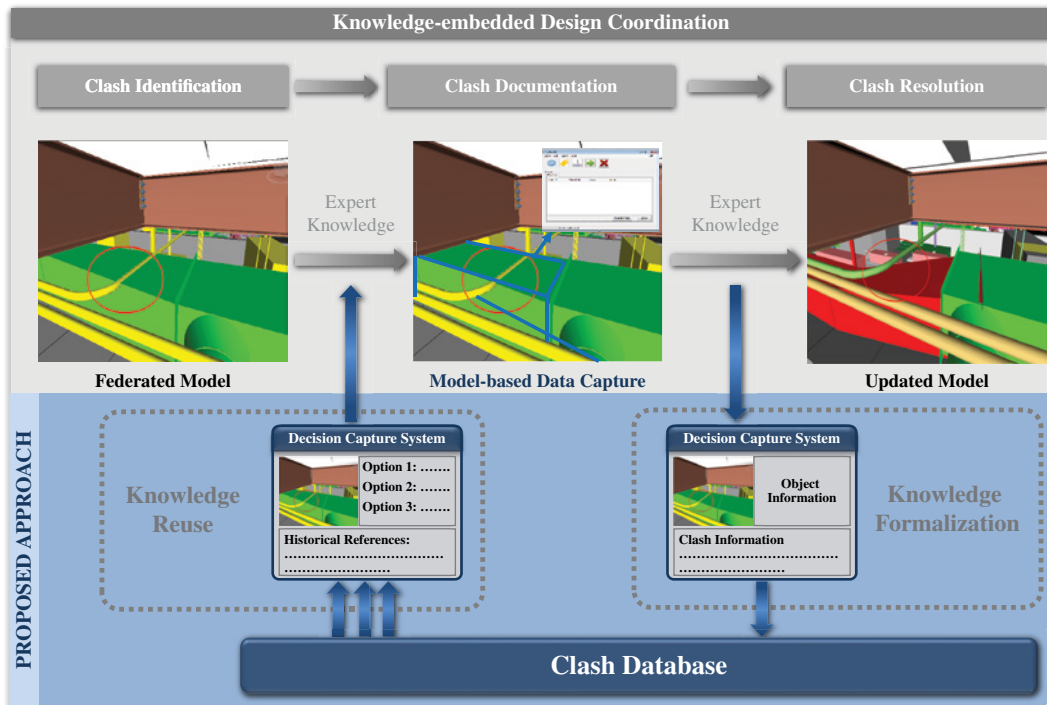 Knowledge-embedded Design Coordination
Clash Identification
Clash Documentation
Clash Resolution
Expert
Knowledge
Expert
Knowledge
Federated Model
Model-based Data Capture
Updated Model
PROPOSED APPROACH
Knowledge
Reuse
Decision Capture System
Option 1: .......
Option 2: .......
Option 3: .......
Historical References:
Decision Capture System
Object
Information
Clash Information
Knowledge
Formalization
Clash Database